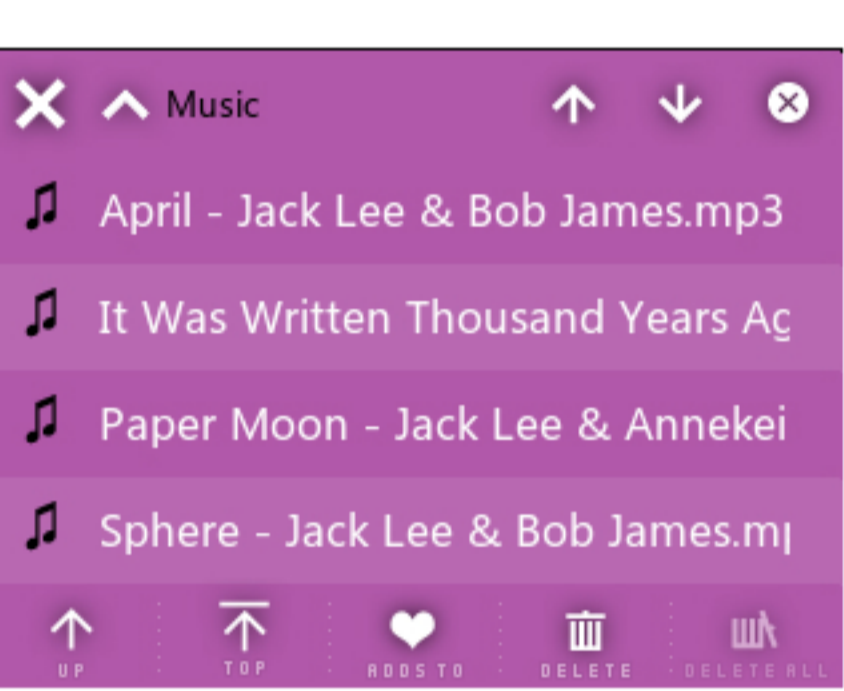 Music
April - Jack Lee & Bob James.mp3
It Was Written Thousand Years Ag
Paper Moon - Jack Lee & Annekei
Sphere - Jack Lee & Bob James.mp
UP TOP ADDS TO DELETE DELETE ALL